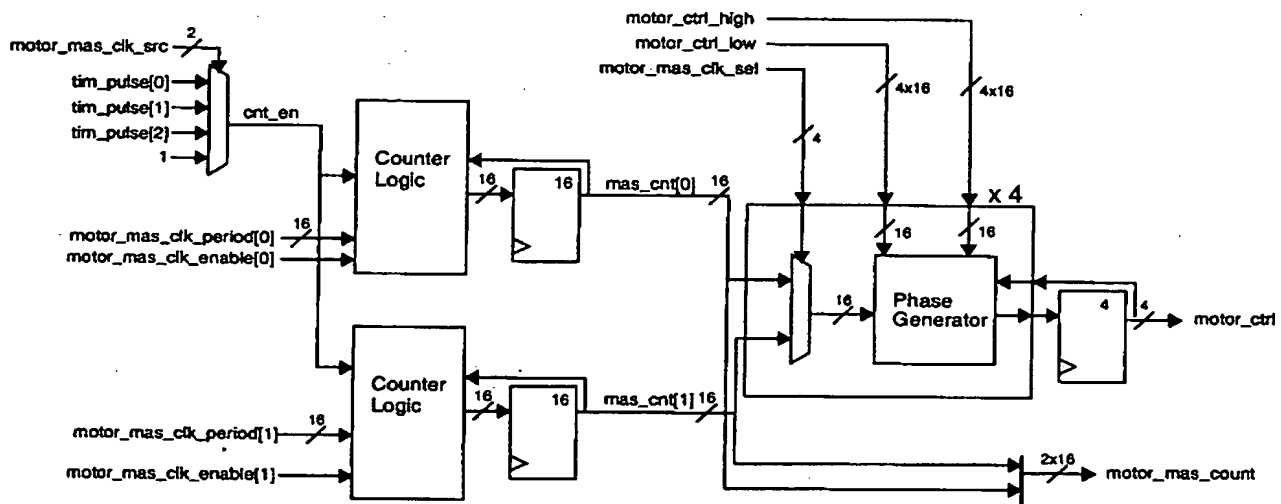 motor_ctrl_high
motor_mas_clk_src
2
motor_ctrl_low
motor_mas_clk_sel
tim_pulse[0]
tim_pulse[1]
tim_pulse[2]
1
cnt_en
4x16
4x16
4
Counter
Logic
16
16
mas_cnt[0]
16
x 4
motor_mas_clk_period[0]
16
motor_mas_clk_enable[0]
16
16
16
Phase
Generator
4
4
motor_ctrl
Counter
Logic
16
16
mas_cnt[1]
16
motor_mas_clk_period[1]
16
motor_mas_clk_enable[1]
2x16
motor_mas_count